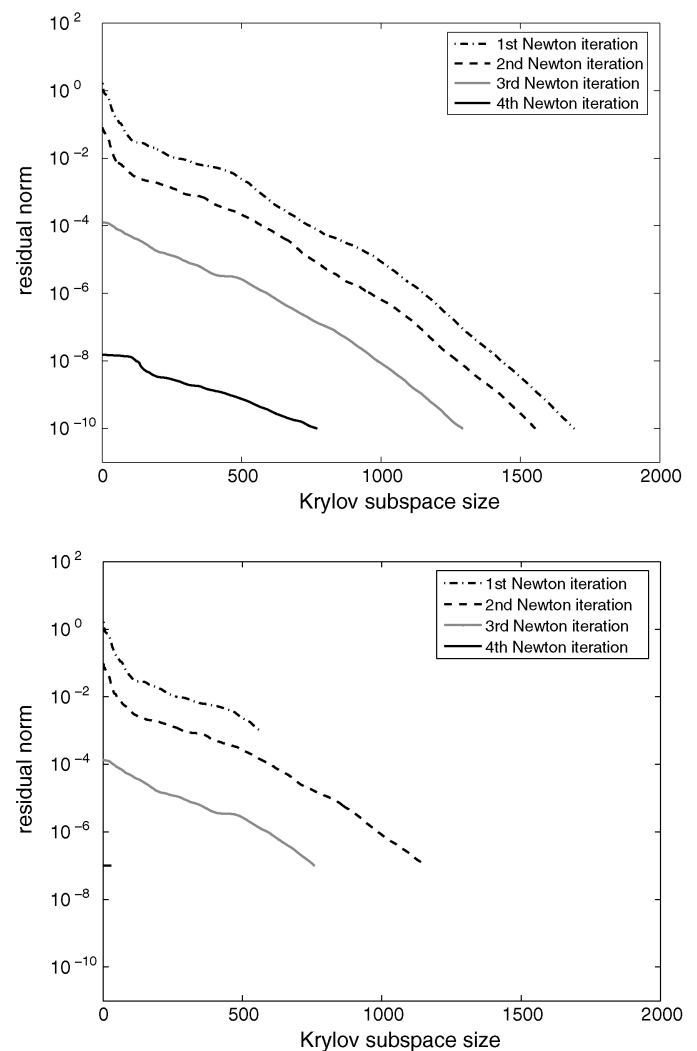 10^2
10^0
10^-2
10^-4
10^-6
10^-8
10^-10
residual norm
1st Newton iteration
2nd Newton iteration
3rd Newton iteration
4th Newton iteration
0 500 1000 1500 2000
Krylov subspace size
10^2
10^0
10^-2
10^-4
10^-6
10^-8
10^-10
residual norm
1st Newton iteration
2nd Newton iteration
3rd Newton iteration
4th Newton iteration
0 500 1000 1500 2000
Krylov subspace size